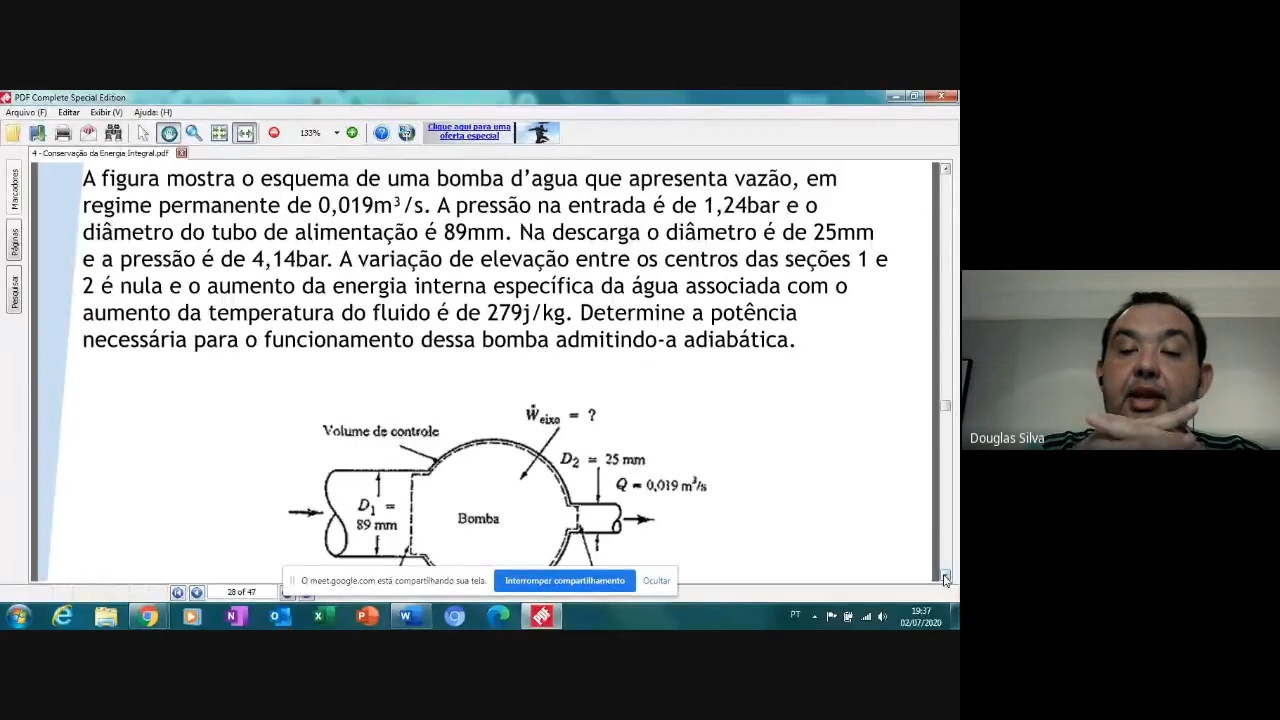 PDF Complete Special Edition
Arquivo (F) Editar Exibir (V) Ajuda: (H)
133% Clique aqui para uma
oferta especial
4 - Conservação da Energia Integral.pdf
Marcadores
Páginas
Pesquisar
A figura mostra o esquema de uma bomba d’agua que apresenta vazão, em
regime permanente de 0,019m³/s. A pressão na entrada é de 1,24bar e o
diâmetro do tubo de alimentação é 89mm. Na descarga o diâmetro é de 25mm
e a pressão é de 4,14bar. A variação de elevação entre os centros das seções 1 e
2 é nula e o aumento da energia interna específica da água associada com o
aumento da temperatura do fluido é de 279j/kg. Determine a potência
necessária para o funcionamento dessa bomba admitindo-a adiabática.
Ẇeixo = ?
Volume de controle
D2 = 25 mm
Q = 0,019 m³/s
D1 =
89 mm
Bomba
O meet.google.com está compartilhando sua tela. Interromper compartilhamento Ocultar
28 of 47
PT 19:37
02/07/2020
Douglas Silva